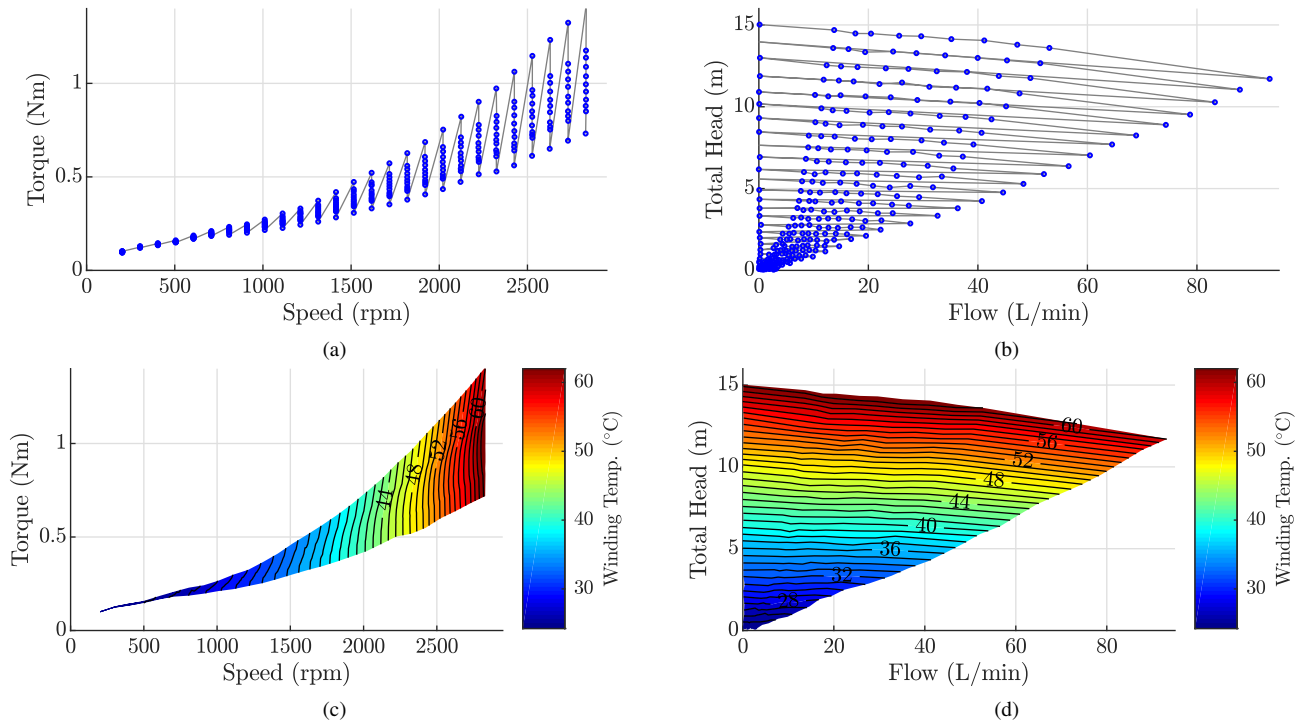 Torque (Nm)
1
0.5
0
0 500 1000 1500 2000 2500
Speed (rpm)
(a)
Total Head (m)
15
10
5
0
0 20 40 60 80
Flow (L/min)
(b)
Torque (Nm)
1
0.5
0
0 500 1000 1500 2000 2500
Speed (rpm)
44 48 52 56 60
60
50
40
30
Winding Temp. (°C)
(c)
Total Head (m)
15
10
5
0
0 20 40 60 80
Flow (L/min)
60
56
52
48
44
40
36
32
28
60
50
40
30
Winding Temp. (°C)
(d)